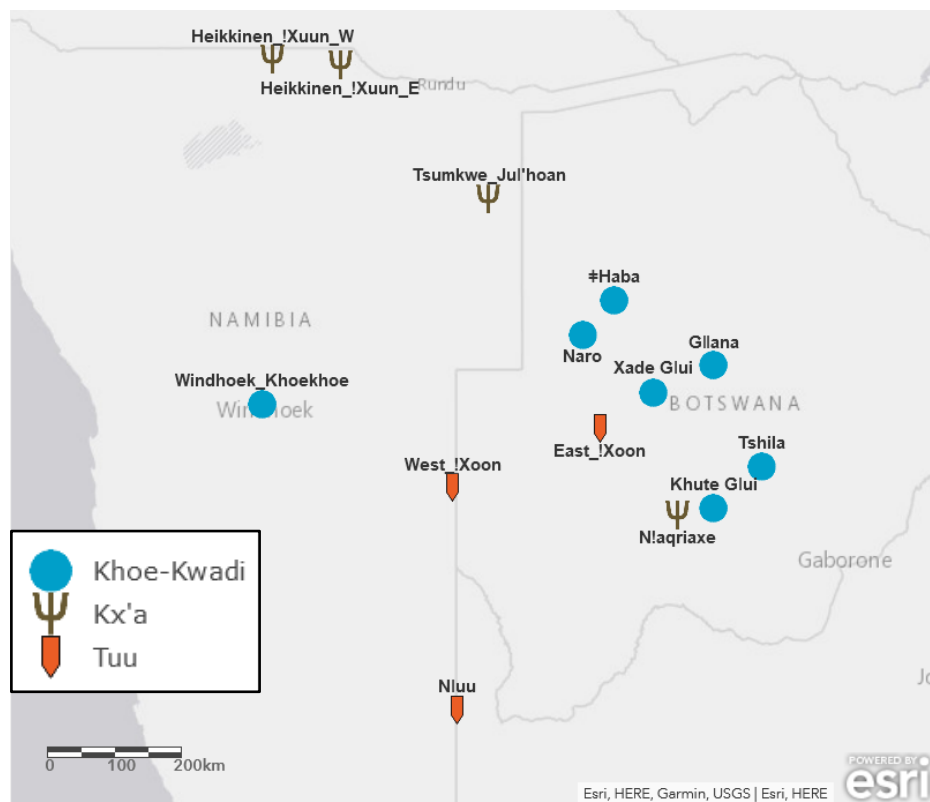 Heikkinen_!Xuun_W
Heikkinen_!Xuun_E
Rundu
Tsumkwe_Jul'hoan
ǂHaba
NAMIBIA
Naro
Gllana
Xade Glui
Windhoek_Khoekhoe
Windhoek
BOTSWANA
East_!Xoon
Tshila
West_!Xoon
Khute Glui
N!aqriaxe
Gaborone
Khoe-Kwadi
Kx'a
Tuu
Nluu
Jo
0 100 200km
POWERED BY
esri
Esri, HERE, Garmin, USGS | Esri, HERE